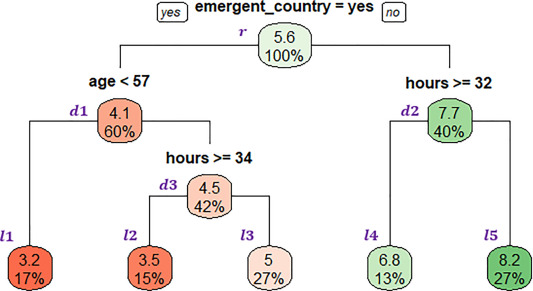 yes emergent_country = yes no
r 5.6
100%
age < 57 hours >= 32
d1 4.1 d2 7.7
60% 40%
hours >= 34
d3 4.5
42%
l1 l2 l3 l4 l5
3.2 3.5 5 6.8 8.2
17% 15% 27% 13% 27%